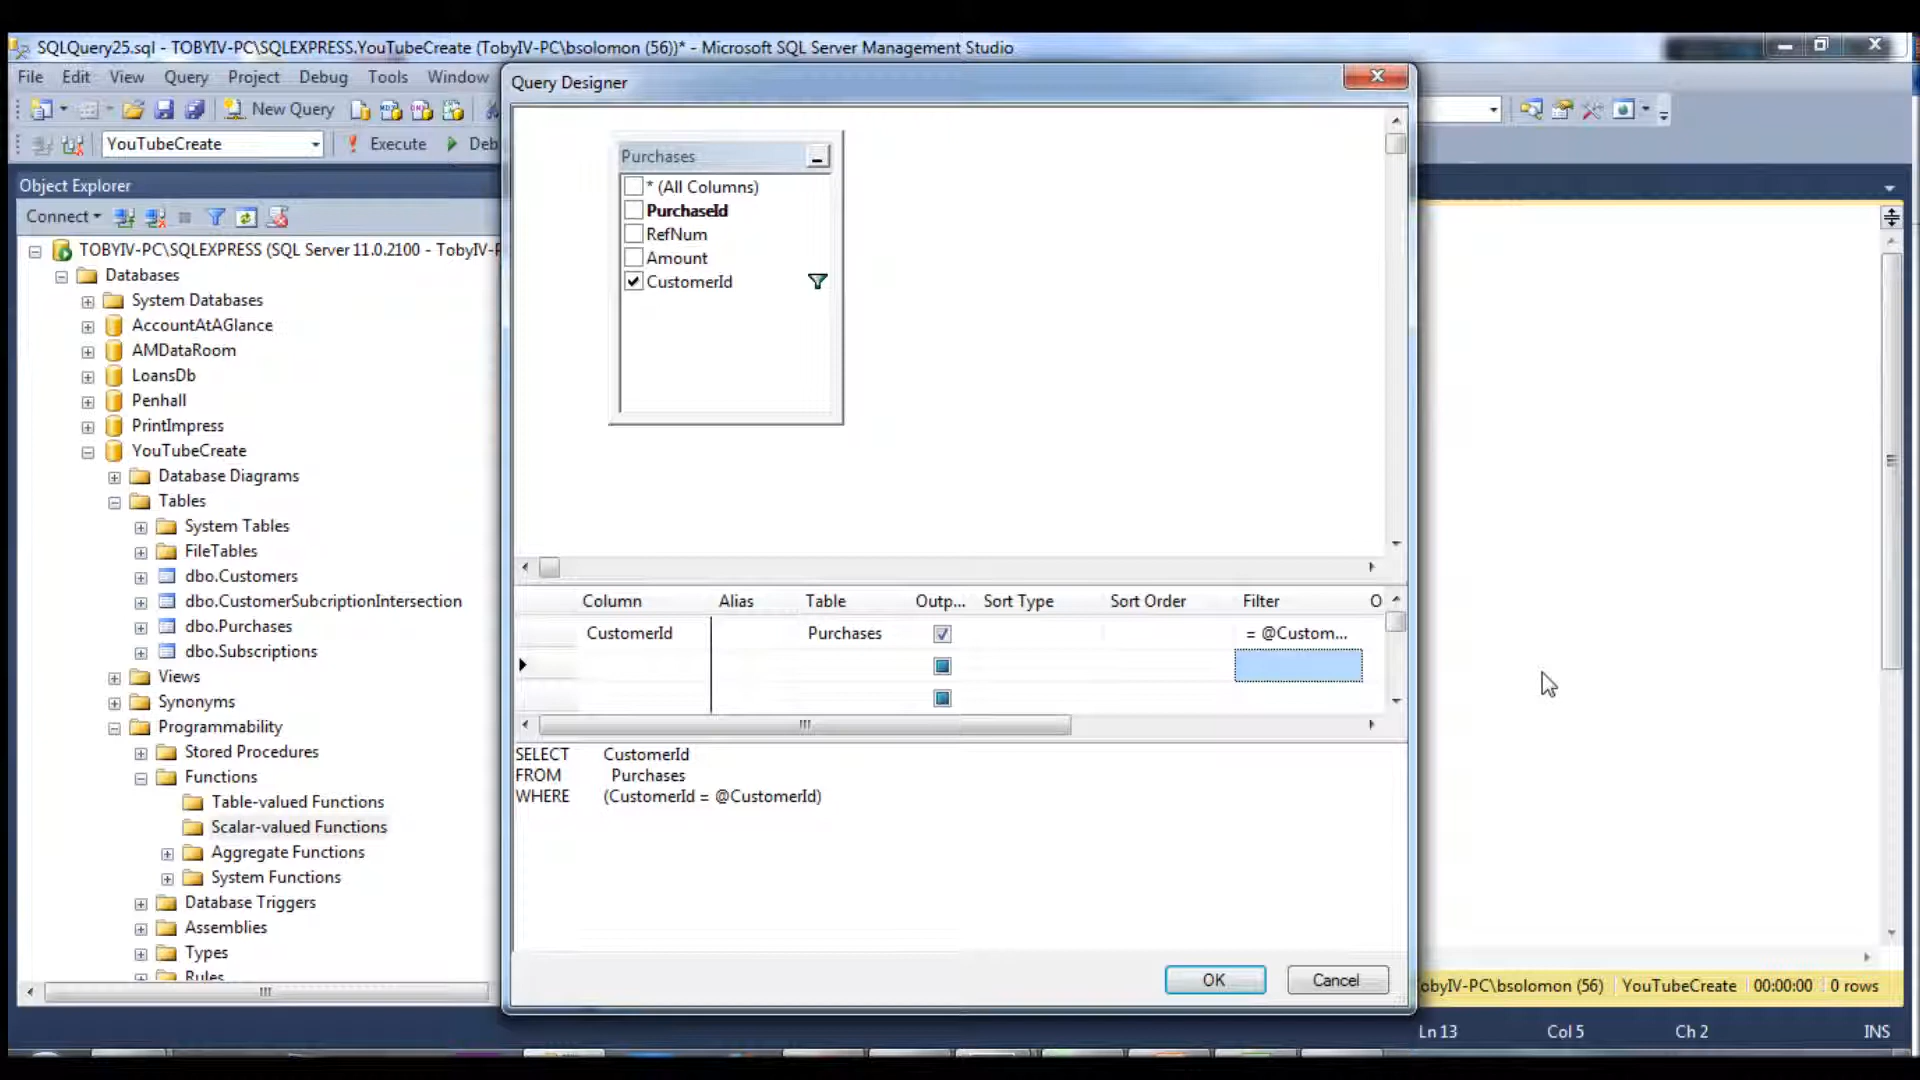 SQLQuery25.sql - TOBYIV-PC\SQLEXPRESS.YouTubeCreate (TobyIV-PC\bsolomon (56))* - Microsoft SQL Server Management Studio
File Edit View Query Project Debug Tools Window
New Query
YouTubeCreate Execute Deb
Object Explorer
Connect
TOBYIV-PC\SQLEXPRESS (SQL Server 11.0.2100 - TobyIV-P
Databases
System Databases
AccountAtAGlance
AMDataRoom
LoansDb
Penhall
PrintImpress
YouTubeCreate
Database Diagrams
Tables
System Tables
FileTables
dbo.Customers
dbo.CustomerSubcriptionIntersection
dbo.Purchases
dbo.Subscriptions
Views
Synonyms
Programmability
Stored Procedures
Functions
Table-valued Functions
Scalar-valued Functions
Aggregate Functions
System Functions
Database Triggers
Assemblies
Types
Rules
Query Designer
Purchases
* (All Columns)
PurchaseId
RefNum
Amount
CustomerId
Column Alias Table Outp... Sort Type Sort Order Filter O
CustomerId Purchases = @Custom...
SELECT CustomerId
FROM Purchases
WHERE (CustomerId = @CustomerId)
OK Cancel
obyIV-PC\bsolomon (56) YouTubeCreate 00:00:00 0 rows
Ln 13 Col 5 Ch 2 INS